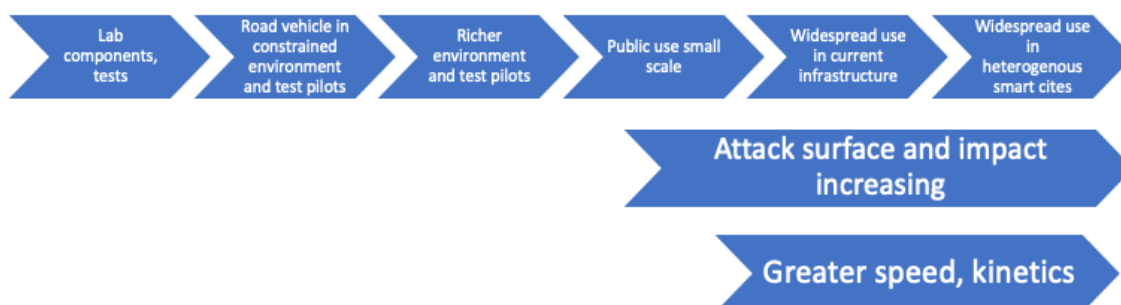 Lab
components,
tests
Road vehicle in
constrained
environment
and test pilots
Richer
environment
and test pilots
Public use small
scale
Widespread use
in current
infrastructure
Widespread use
in
heterogenous
smart cites
Attack surface and impact
increasing
Greater speed, kinetics